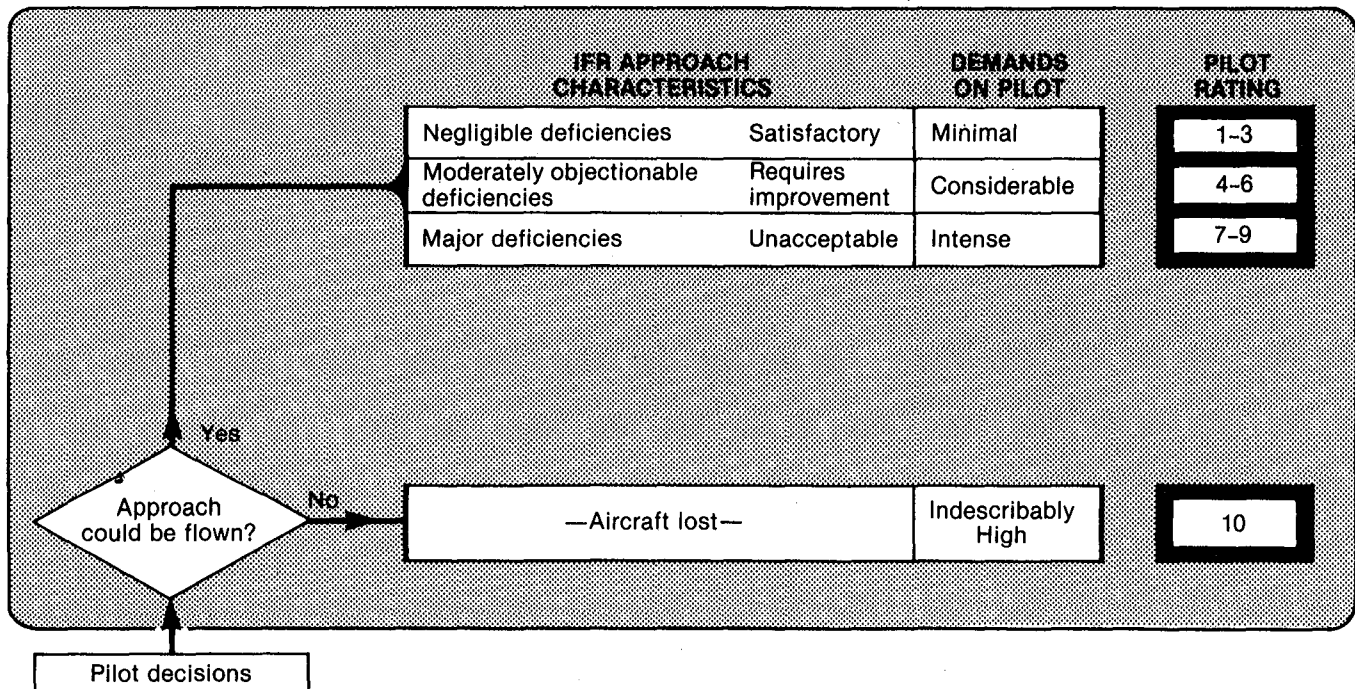 IFR APPROACH CHARACTERISTICS
DEMANDS ON PILOT
PILOT RATING
Negligible deficiencies Satisfactory Minimal 1-3
Moderately objectionable deficiencies Requires improvement Considerable 4-6
Major deficiencies Unacceptable Intense 7-9
Yes
Approach could be flown?
No
—Aircraft lost— Indescribably High 10
Pilot decisions